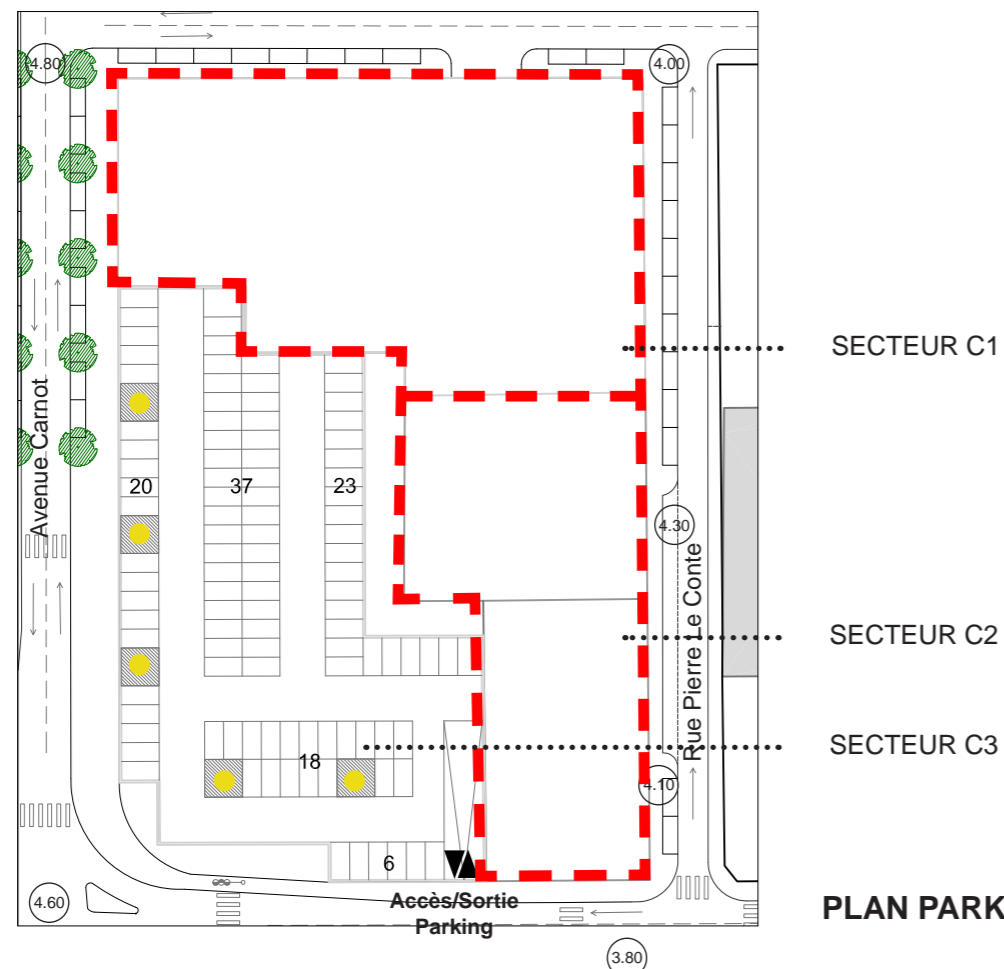 4.80
4.00
SECTEUR C1
Avenue Carnot
20
37
23
4.30
Rue Pierre Le Conte
SECTEUR C2
SECTEUR C3
18
4.10
6
4.60
Accès/Sortie
Parking
PLAN PARK
3.80